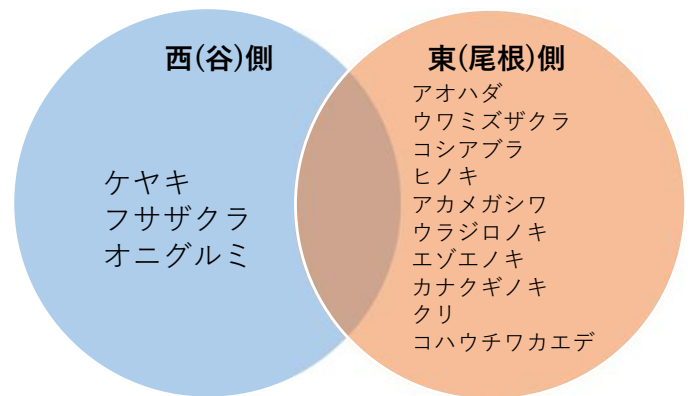 西(谷)側
ケヤキ
フサザクラ
オニグルミ
東(尾根)側
アオハダ
ウワミズザクラ
コシアブラ
ヒノキ
アカメガシワ
ウラジロノキ
エゾエノキ
カナクギノキ
クリ
コハウチワカエデ